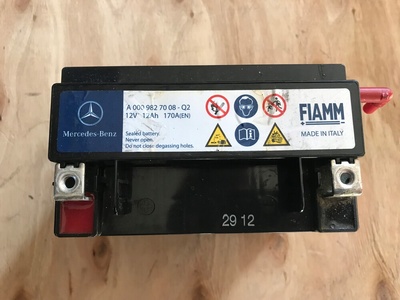 A 000 982 70 08 - Q2
12V 12Ah 170A(EN)
Sealed battery.
Never open.
Do not close degassing holes.
Mercedes-Benz
FIAMM
MADE IN ITALY
29 12